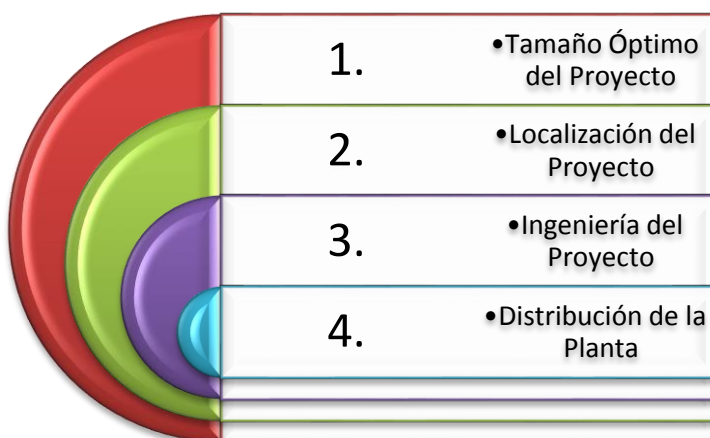 1.
•Tamaño Óptimo
del Proyecto
2.
•Localización del
Proyecto
3.
•Ingeniería del
Proyecto
4.
•Distribución de la
Planta